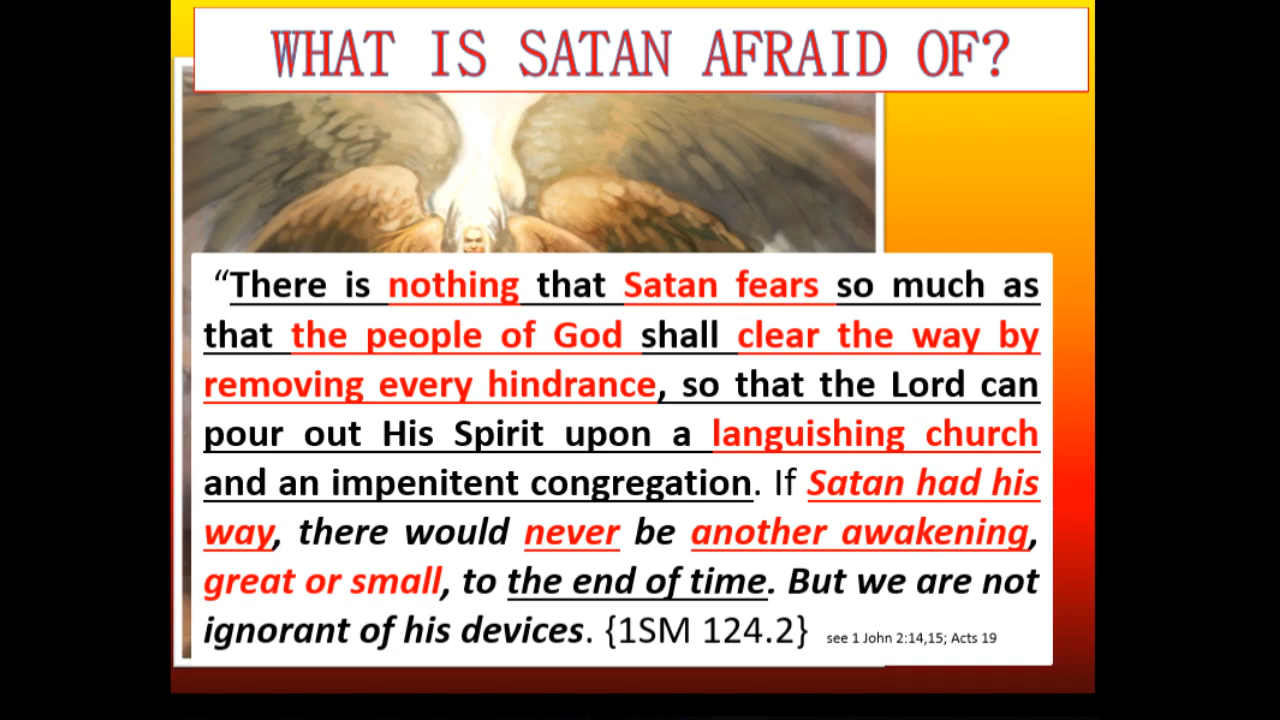 WHAT IS SATAN AFRAID OF?
“There is nothing that Satan fears so much as
that the people of God shall clear the way by
removing every hindrance, so that the Lord can
pour out His Spirit upon a languishing church
and an impenitent congregation. If Satan had his
way, there would never be another awakening,
great or small, to the end of time. But we are not
ignorant of his devices. {1SM 124.2} see 1 John 2:14,15; Acts 19